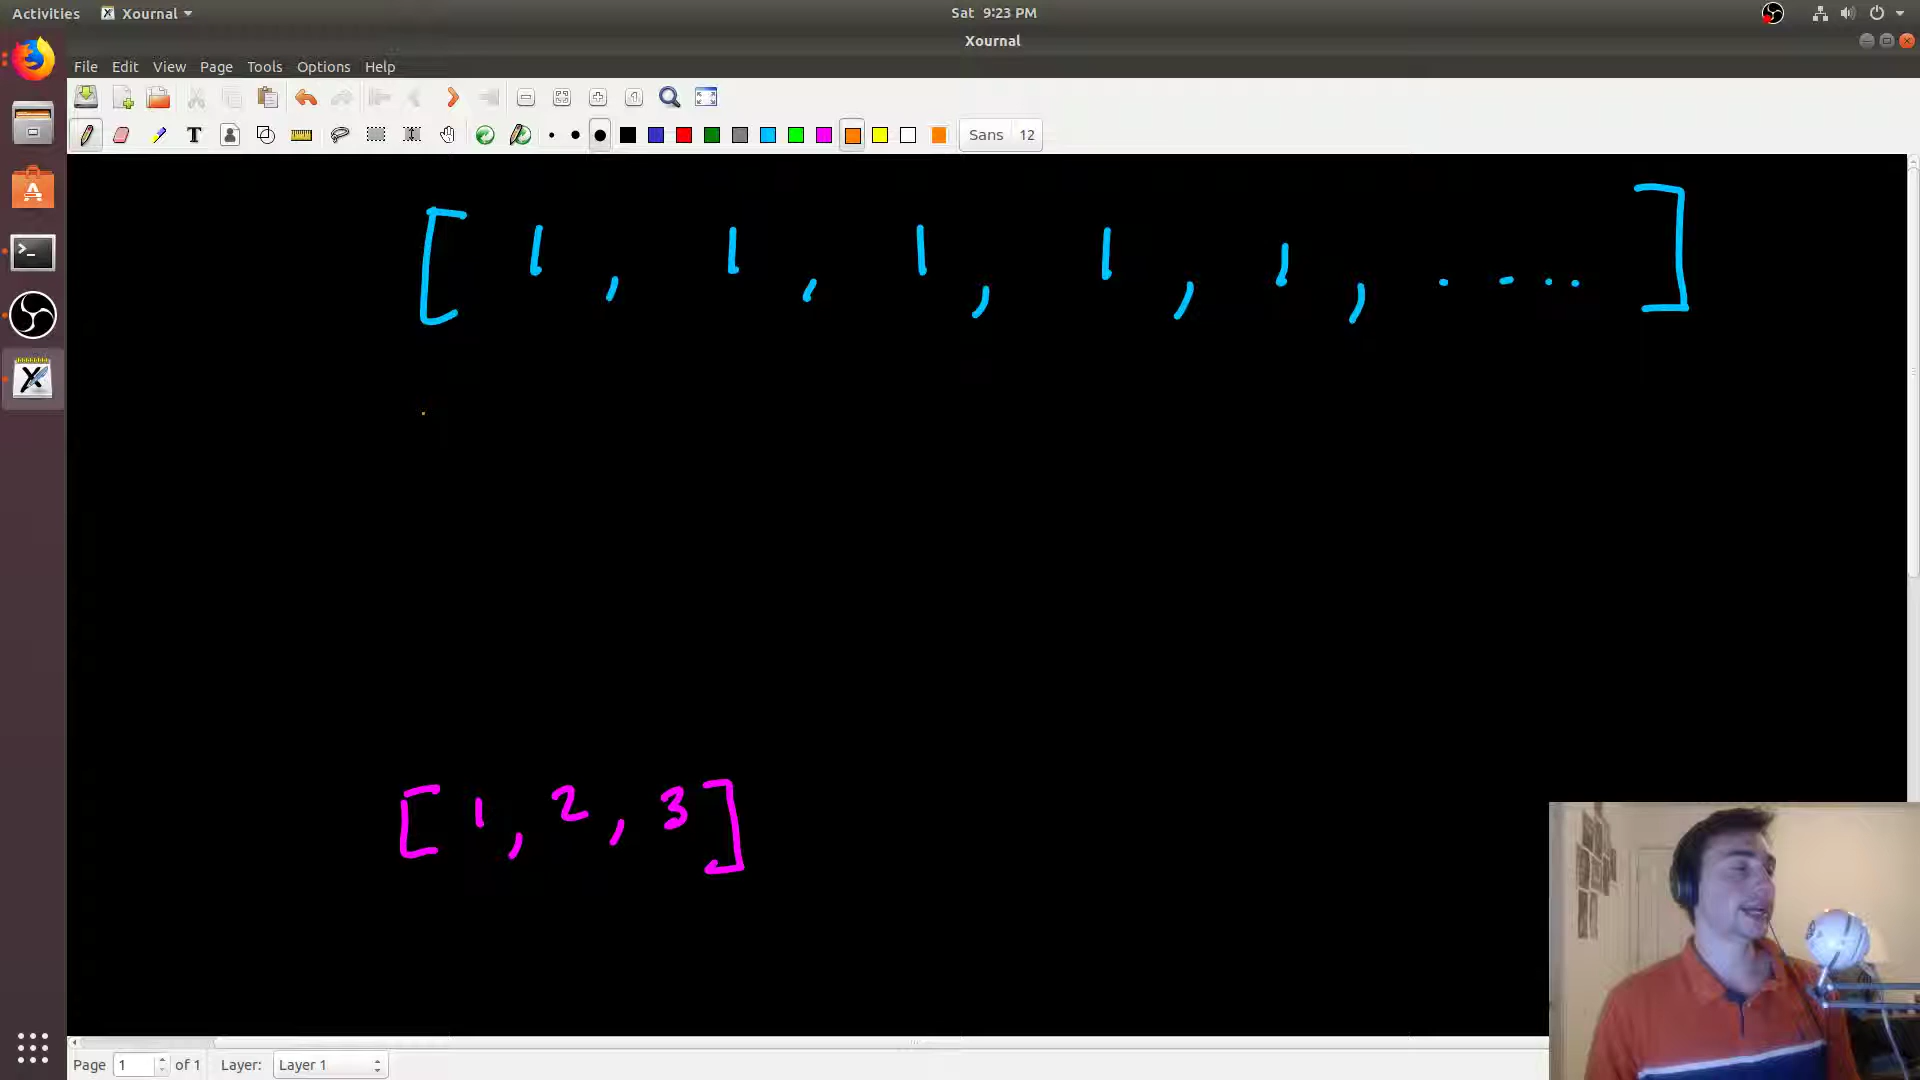 Activities Xournal Sat 9:23 PM
Xournal
File Edit View Page Tools Options Help
T Sans 12
[ 1 , 1 , 1 , 1 , 1 , . - . . ]
[ 1 , 2 , 3 ]
Page 1 of 1 Layer: Layer 1